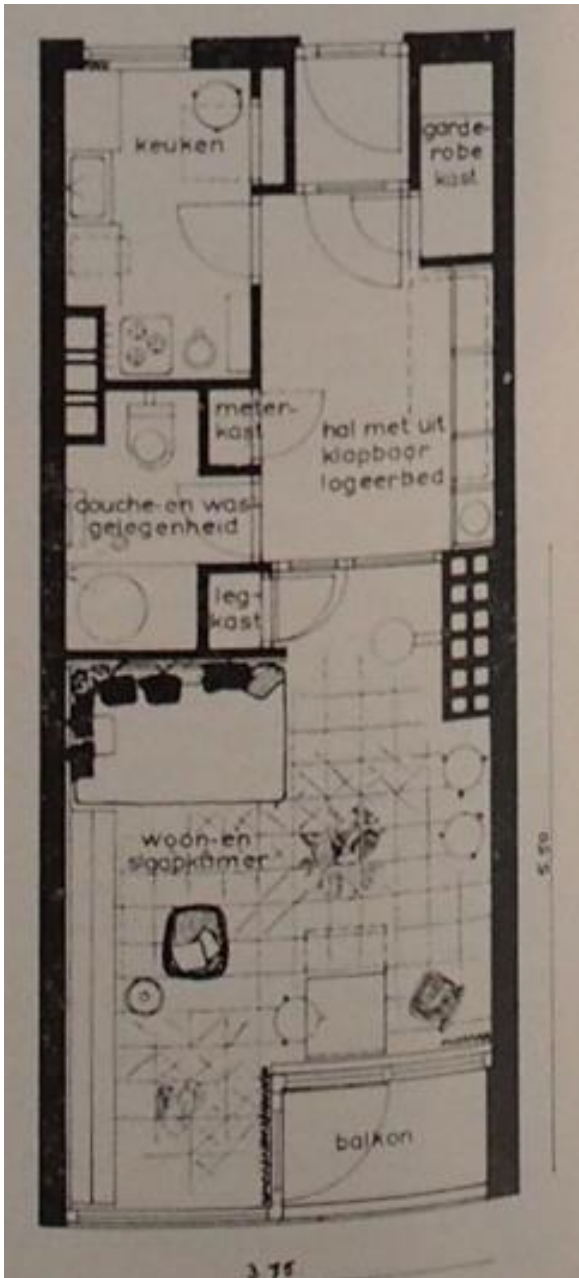 keuken
garde-
robe
kast
meter-
kast
hal met uit
klapbaar
logeerbed
douche-en was
gelegenheid
leg-
kast
woon-en
slaapkamer
5.50
balkon
3.75